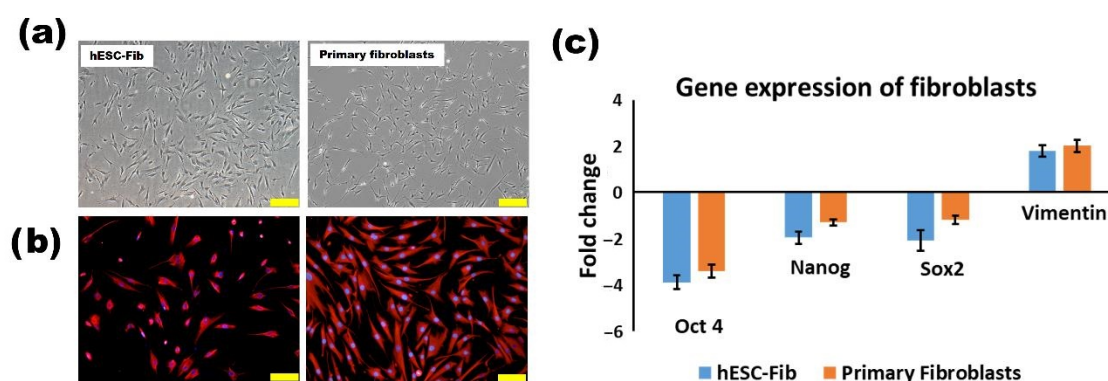 (a)
hESC-Fib
Primary fibroblasts
(b)
(c)
Gene expression of fibroblasts
Fold change
4
2
0
−2
−4
−6
Oct 4
Nanog
Sox2
Vimentin
hESC-Fib
Primary Fibroblasts